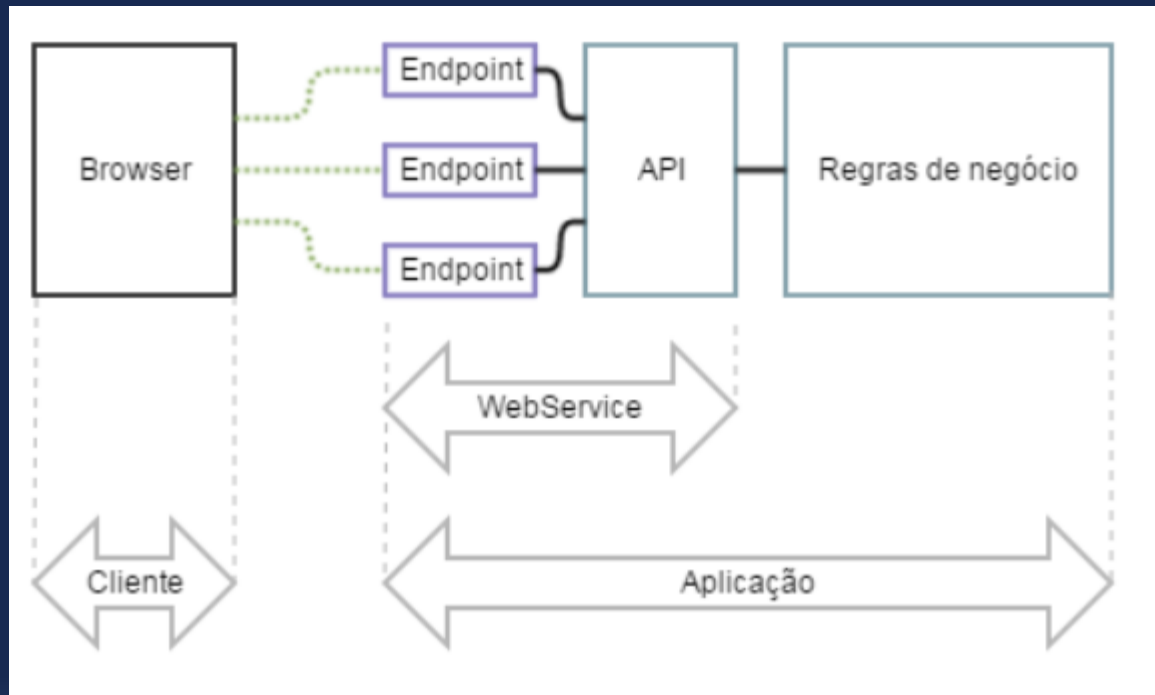 Endpoint
Browser
Endpoint
API
Regras de negócio
Endpoint
WebService
Cliente
Aplicação